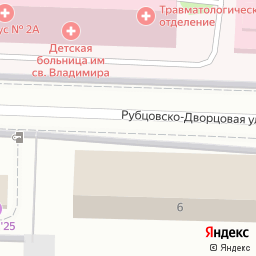 Травматологическ
отделение
ус № 2А
Детская
больница им
св. Владимира
Рубцовско-Дворцовая ул
6
'25
Яндекс
© Яндекс